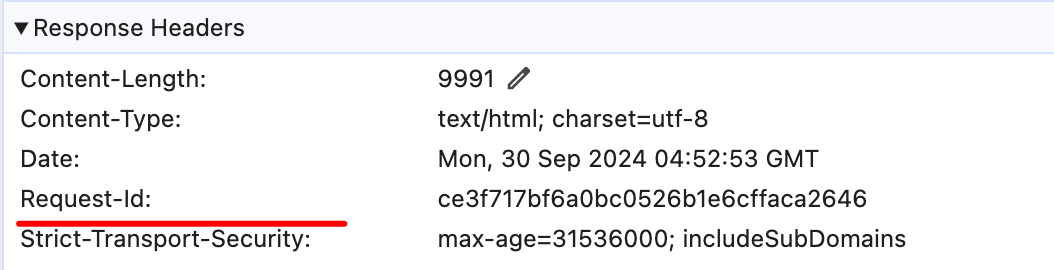 ▼Response Headers
Content-Length: 9991
Content-Type: text/html; charset=utf-8
Date: Mon, 30 Sep 2024 04:52:53 GMT
Request-Id: ce3f717bf6a0bc0526b1e6cffaca2646
Strict-Transport-Security: max-age=31536000; includeSubDomains